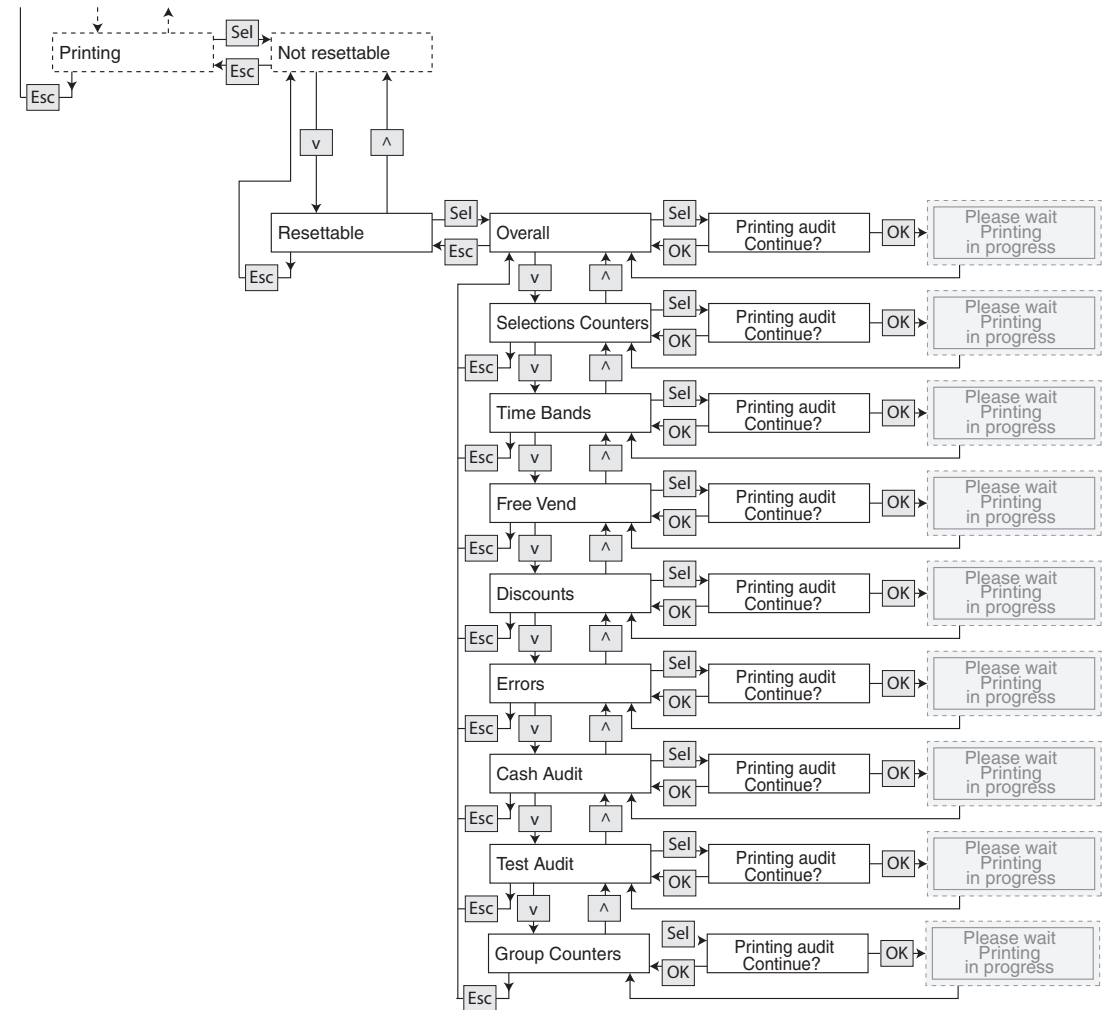 Sel
Printing
Not resettable
Esc
Esc
v
^
Sel
Sel
Resettable
Overall
Printing audit
Continue?
OK
Please wait
Printing
in progress
Esc
OK
Esc
v
^
Sel
Selections Counters
Printing audit
Continue?
OK
Please wait
Printing
in progress
OK
Esc
v
^
Sel
Time Bands
Printing audit
Continue?
OK
Please wait
Printing
in progress
OK
Esc
v
^
Sel
Free Vend
Printing audit
Continue?
OK
Please wait
Printing
in progress
OK
Esc
v
^
Sel
Discounts
Printing audit
Continue?
OK
Please wait
Printing
in progress
OK
Esc
v
^
Sel
Errors
Printing audit
Continue?
OK
Please wait
Printing
in progress
OK
Esc
v
^
Sel
Cash Audit
Printing audit
Continue?
OK
Please wait
Printing
in progress
OK
Esc
v
^
Sel
Test Audit
Printing audit
Continue?
OK
Please wait
Printing
in progress
OK
Esc
v
^
Sel
Group Counters
Printing audit
Continue?
OK
Please wait
Printing
in progress
OK
Esc